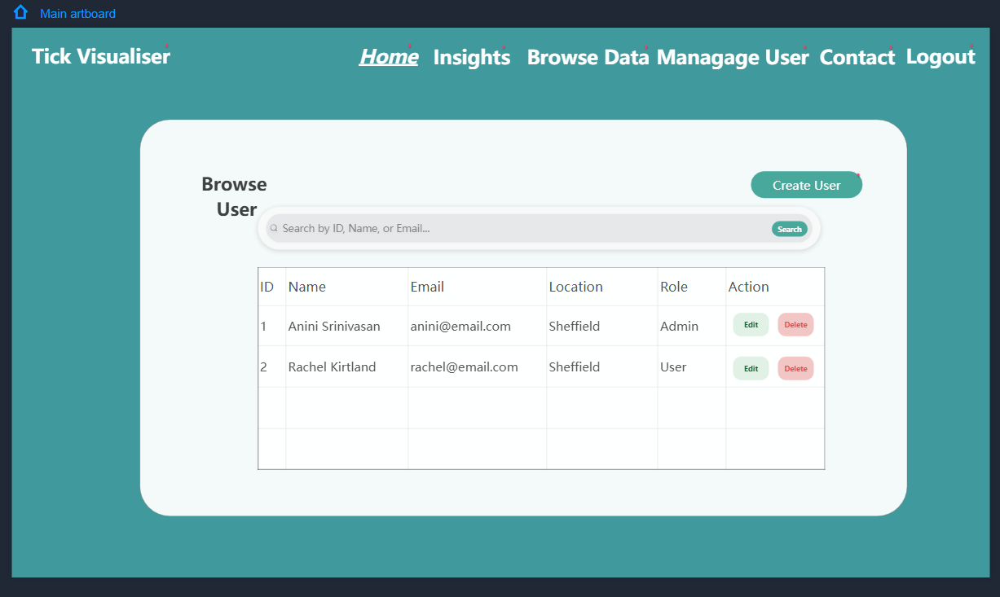 Main artboard
Tick Visualiser Home Insights Browse Data Managage User Contact Logout
Browse
User
Create User
Search by ID, Name, or Email... Search
ID Name Email Location Role Action
1 Anini Srinivasan anini@email.com Sheffield Admin Edit Delete
2 Rachel Kirtland rachel@email.com Sheffield User Edit Delete